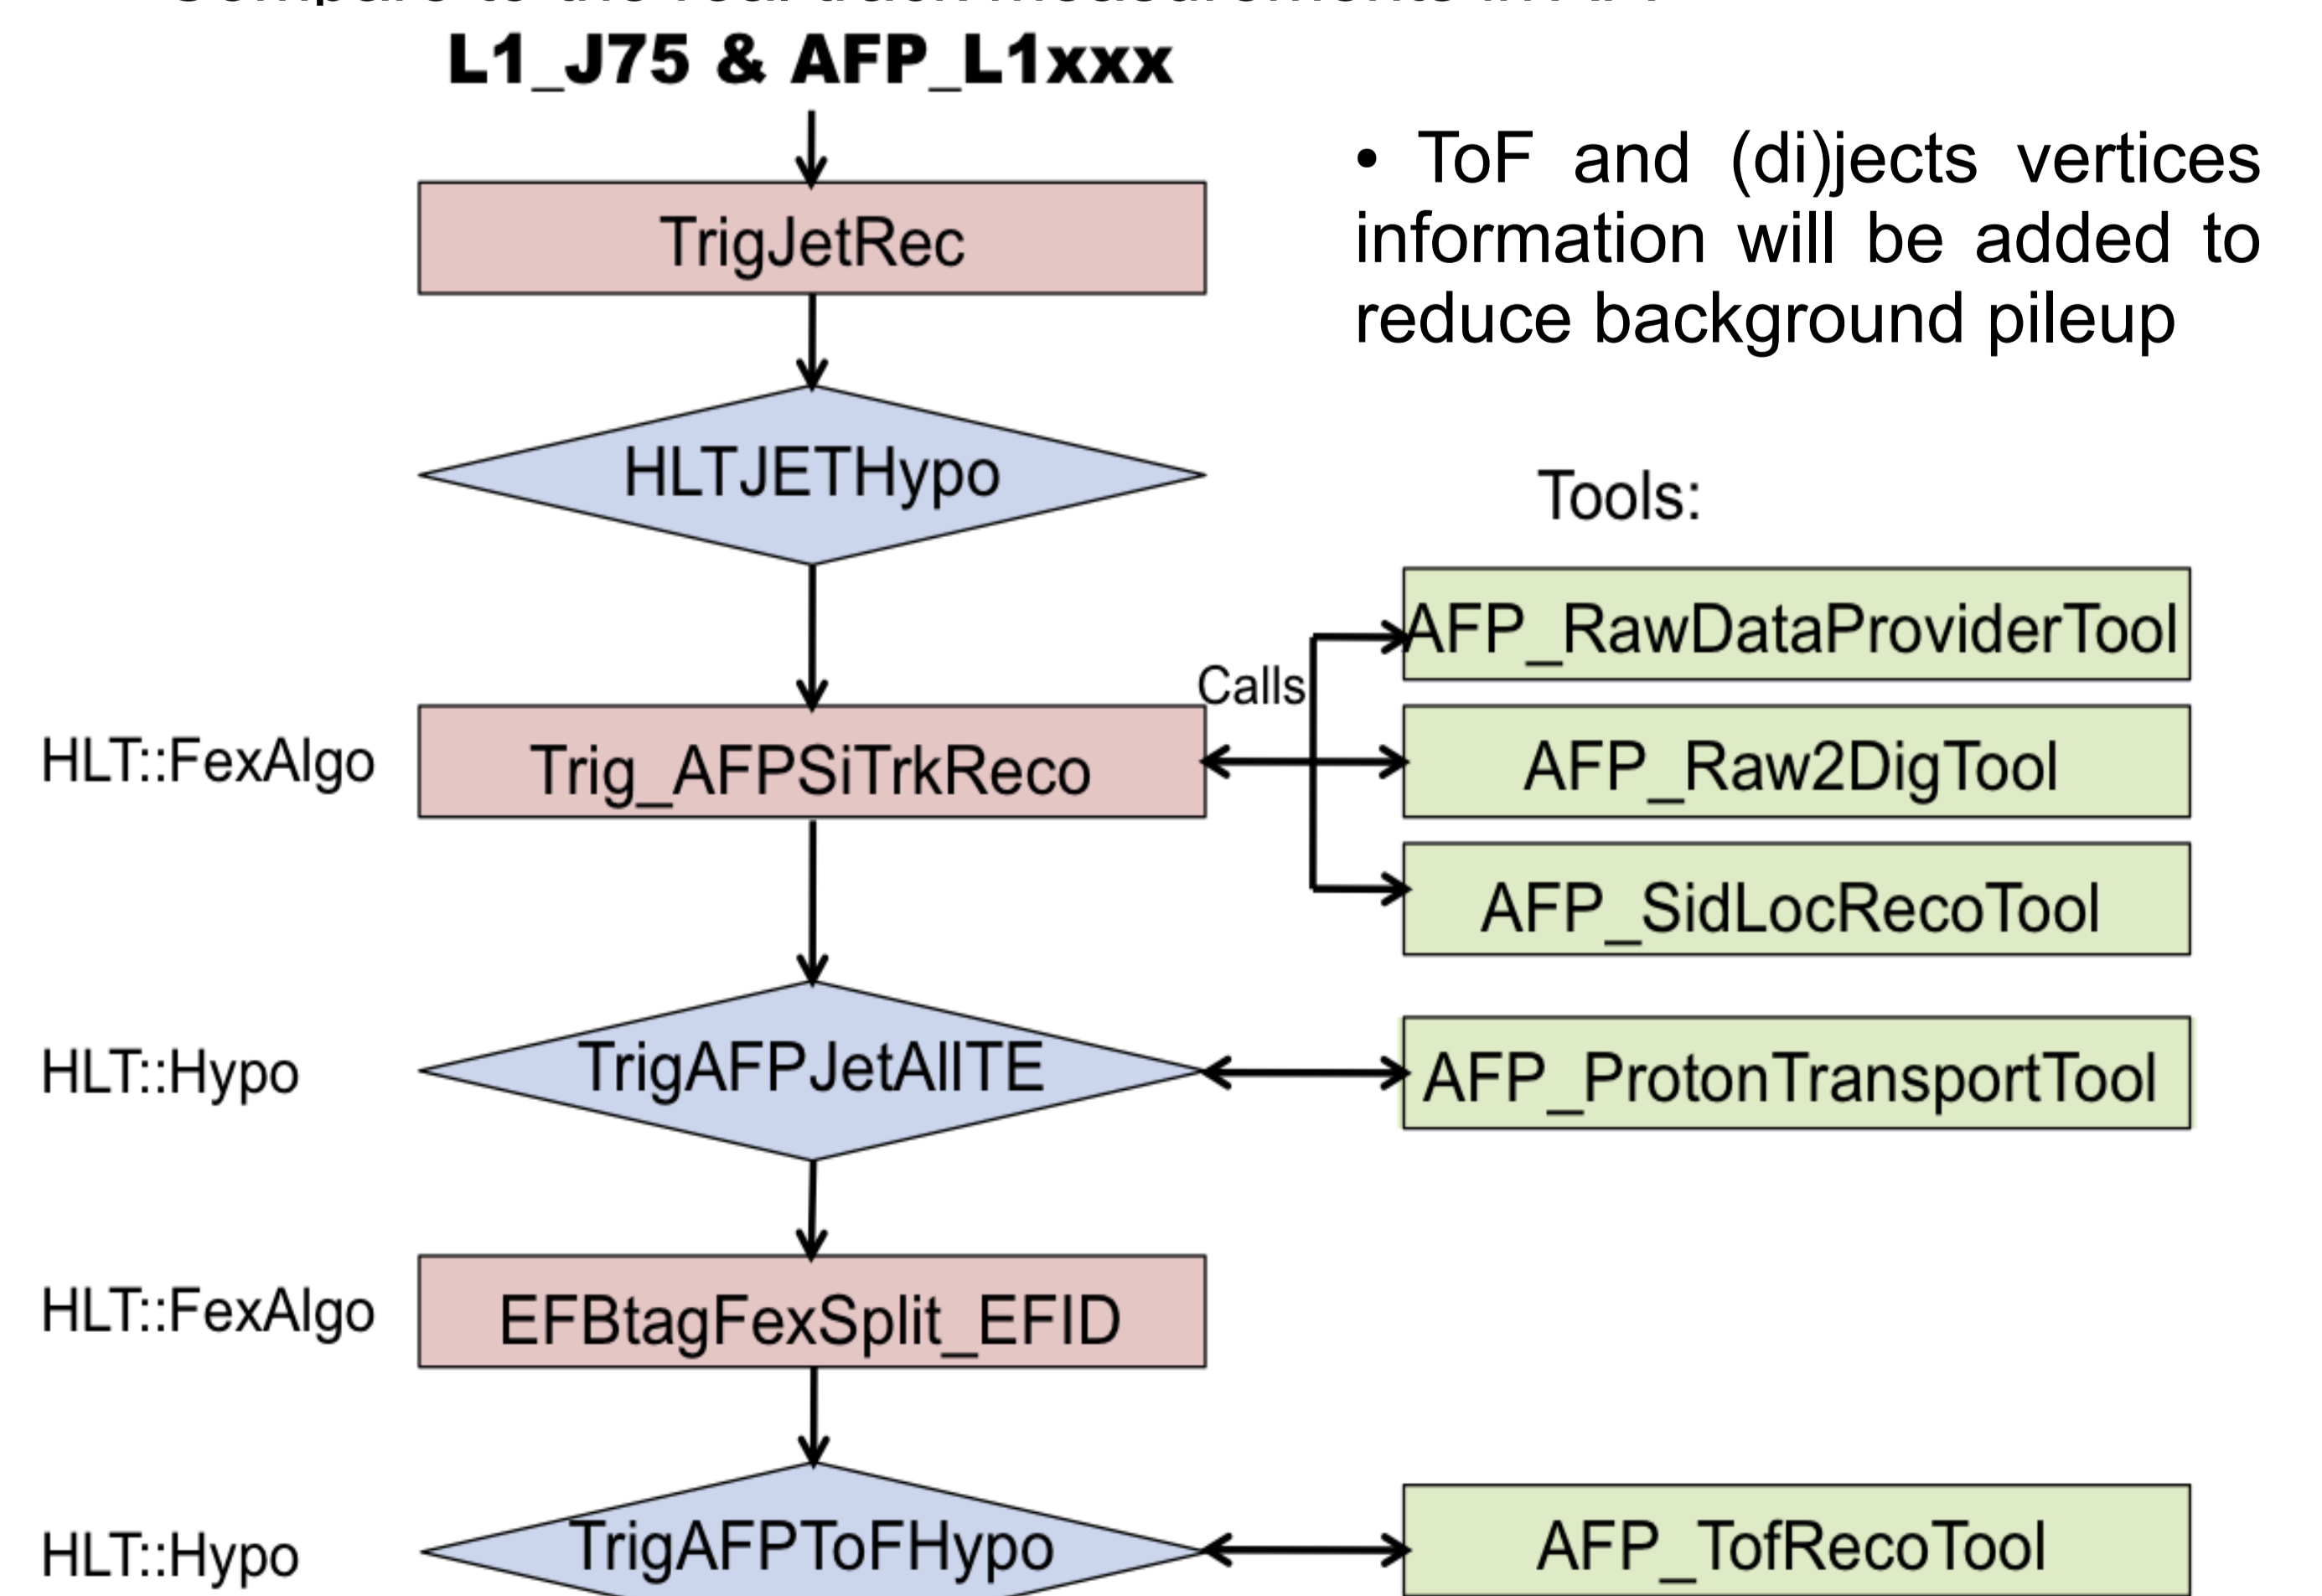 L1_J75 & AFP_L1xxx
• ToF and (di)jects vertices
information will be added to
reduce background pileup
TrigJetRec
HLTJETHypo
Tools:
AFP_RawDataProviderTool
Calls
HLT::FexAlgo
Trig_AFPSiTrkReco
AFP_Raw2DigTool
AFP_SidLocRecoTool
HLT::Hypo
TrigAFPJetAllTE
AFP_ProtonTransportTool
HLT::FexAlgo
EFBtagFexSplit_EFID
HLT::Hypo
TrigAFPToFHypo
AFP_TofRecoTool